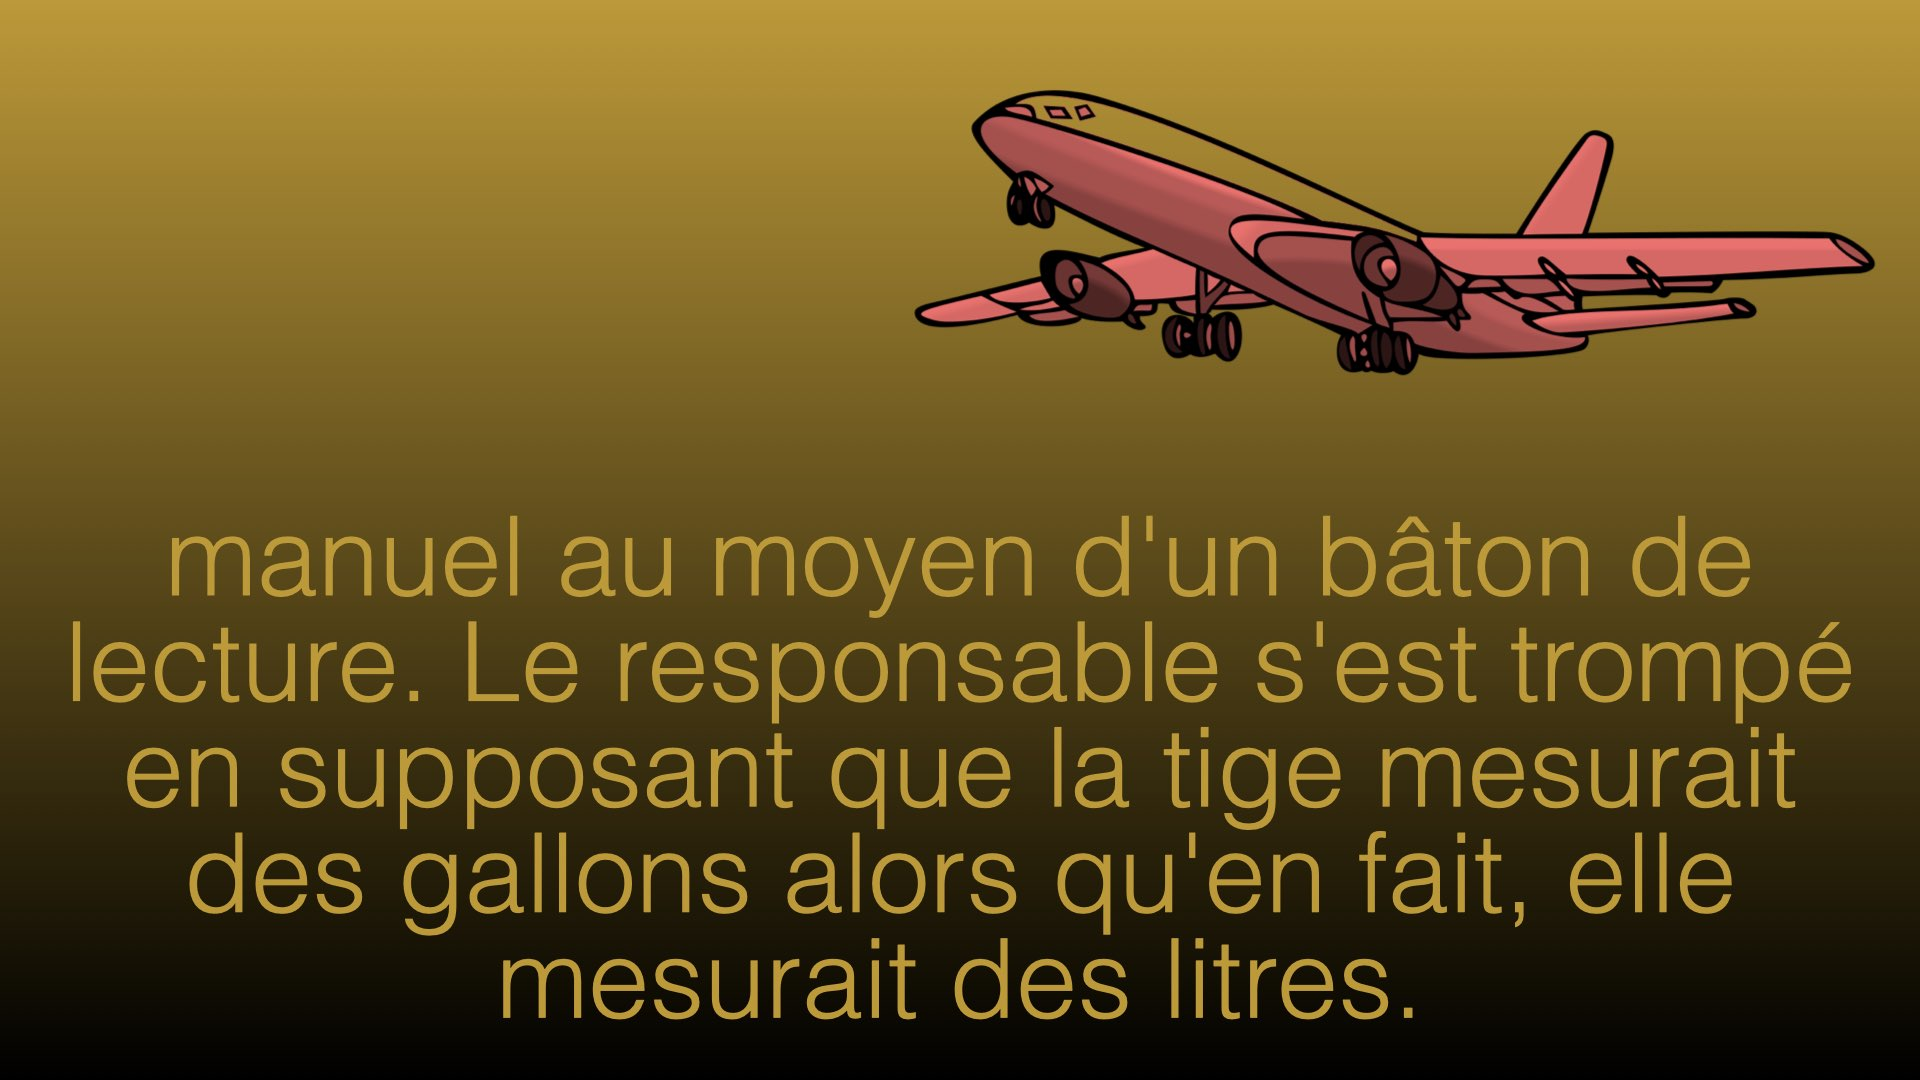 manuel au moyen d'un bâton de
lecture. Le responsable s'est trompé
en supposant que la tige mesurait
des gallons alors qu'en fait, elle
mesurait des litres.